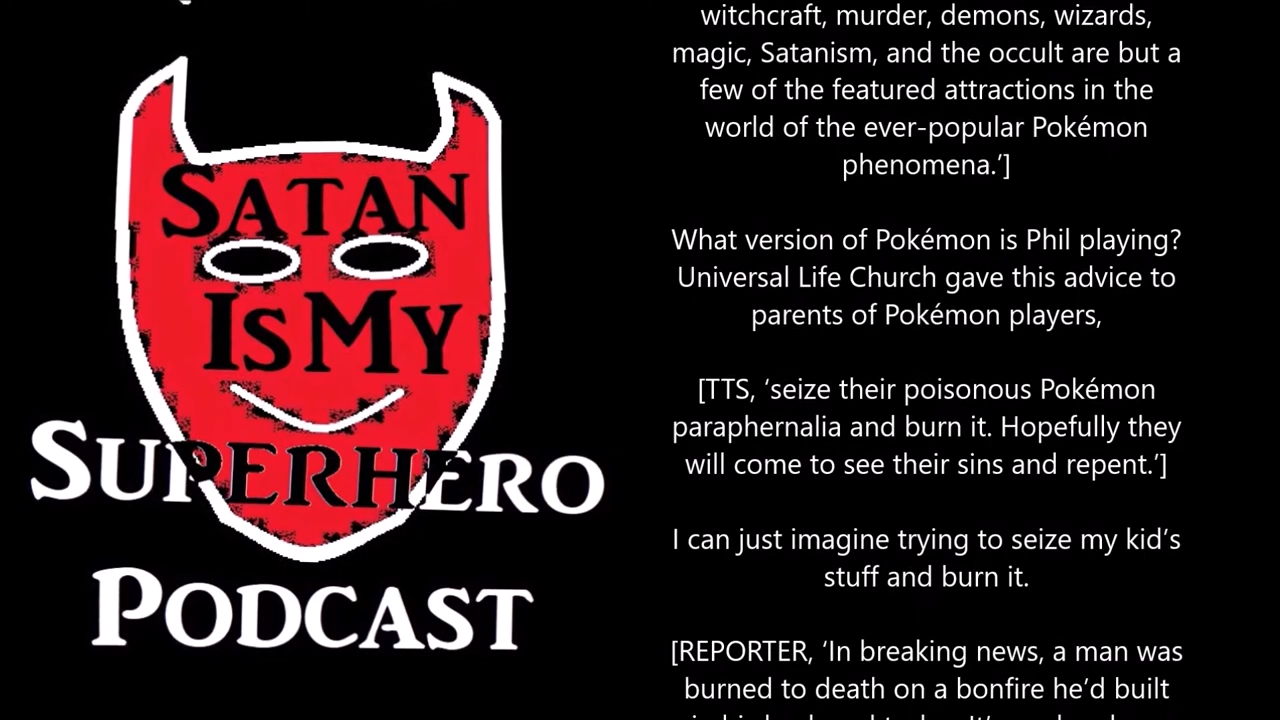 SATAN
IS MY
SUPERHERO
PODCAST
witchcraft, murder, demons, wizards,
magic, Satanism, and the occult are but a
few of the featured attractions in the
world of the ever-popular Pokémon
phenomena.’]
What version of Pokémon is Phil playing?
Universal Life Church gave this advice to
parents of Pokémon players,
[TTS, ‘seize their poisonous Pokémon
paraphernalia and burn it. Hopefully they
will come to see their sins and repent.’]
I can just imagine trying to seize my kid’s
stuff and burn it.
[REPORTER, ‘In breaking news, a man was
burned to death on a bonfire he’d built